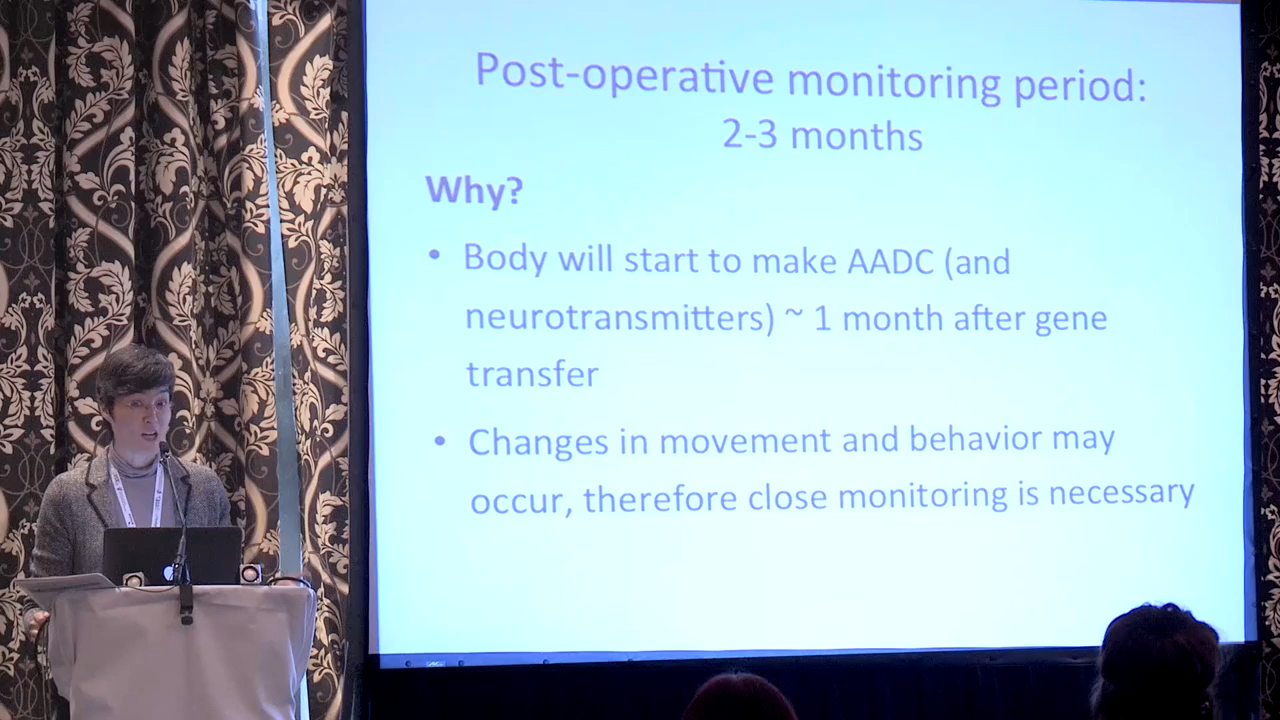 Post-operative monitoring period:
2-3 months
Why?
• Body will start to make AADC (and
neurotransmitters) ~ 1 month after gene
transfer
• Changes in movement and behavior may
occur, therefore close monitoring is necessary